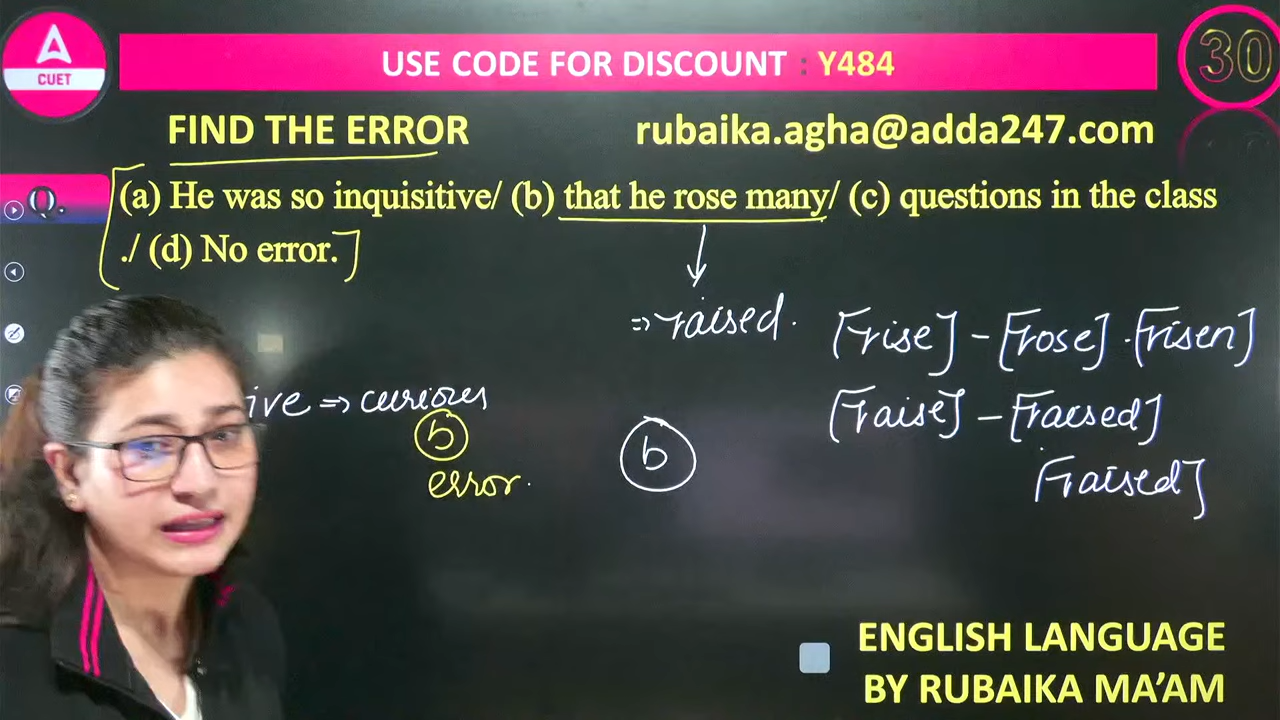 A
CUET
USE CODE FOR DISCOUNT : Y484
30
FIND THE ERROR
rubaika.agha@adda247.com
Q.
(a) He was so inquisitive/ (b) that he rose many/ (c) questions in the class
./ (d) No error.
=> raised.
[rise] - [rose] . [risen]
ive => curious
[raise] - [raised]
b
b
error.
[raised]
ENGLISH LANGUAGE
BY RUBAIKA MA’AM